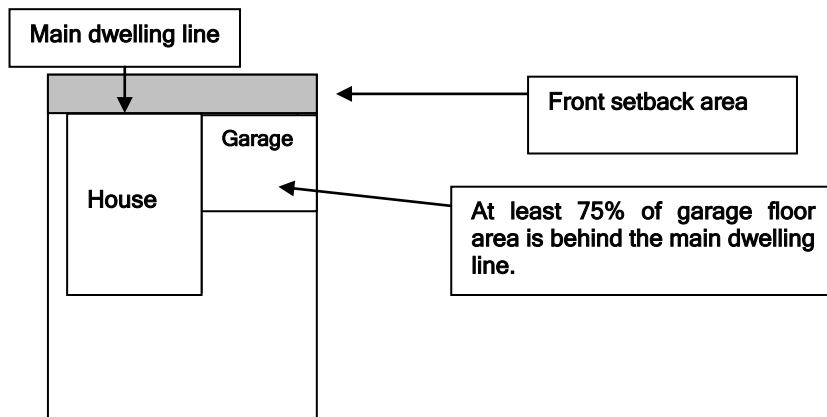 Main dwelling line
Front setback area
Garage
House
At least 75% of garage floor
area is behind the main dwelling
line.